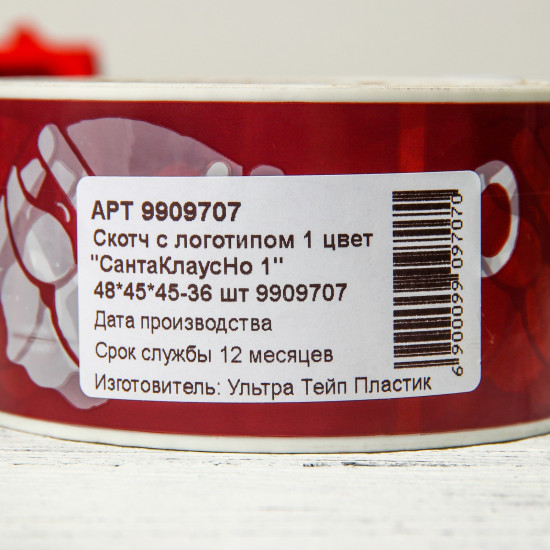 АРТ 9909707
Скотч с логотипом 1 цвет
"СантаКлаусНо 1"
48*45*45-36 шт 9909707
Дата производства
Срок службы 12 месяцев
Изготовитель: Ультра Тейп Пластик
6900099097070